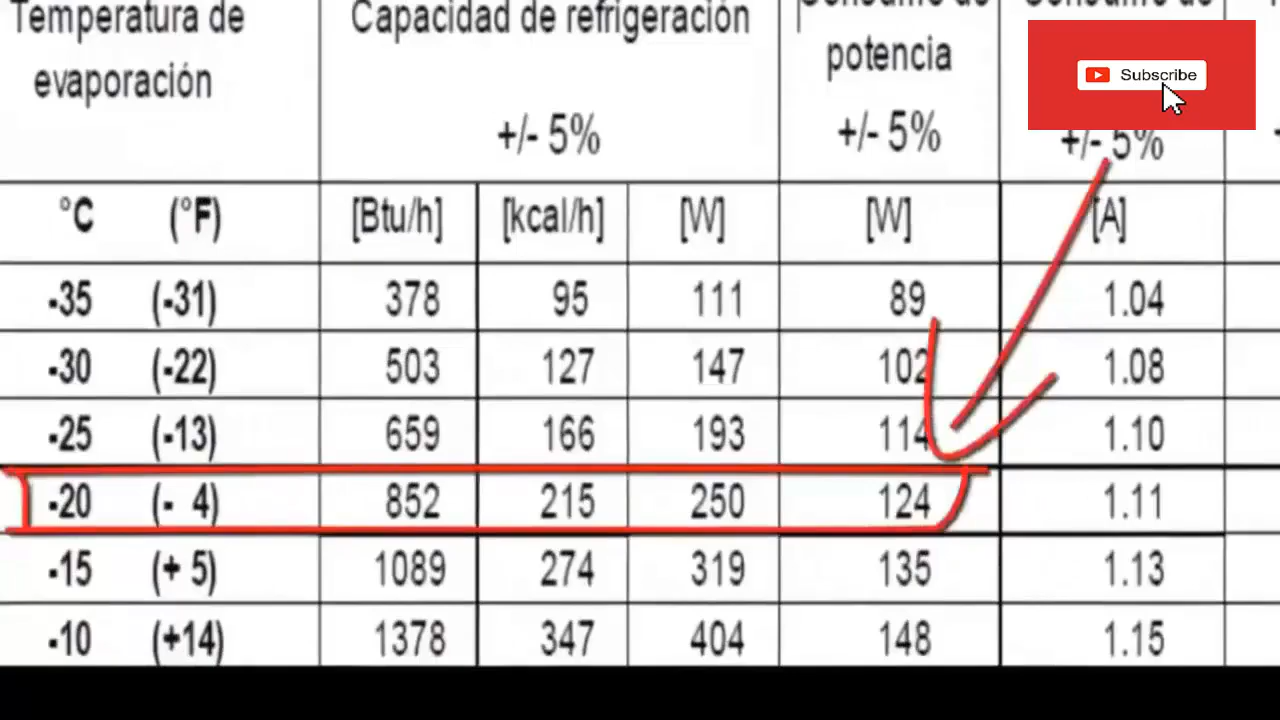 Temperatura de Capacidad de refrigeración
evaporación potencia Subscribe
+/- 5% +/- 5% +/- 5%
°C (°F) [Btu/h] [kcal/h] [W] [W] [A]
-35 (-31) 378 95 111 89 1.04
-30 (-22) 503 127 147 102 1.08
-25 (-13) 659 166 193 114 1.10
-20 (- 4) 852 215 250 124 1.11
-15 (+ 5) 1089 274 319 135 1.13
-10 (+14) 1378 347 404 148 1.15